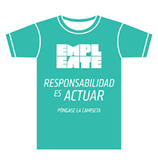 EMPL
EATE
RESPONSABILIDAD
ES ACTUAR
PÓNGASE LA CAMISETA